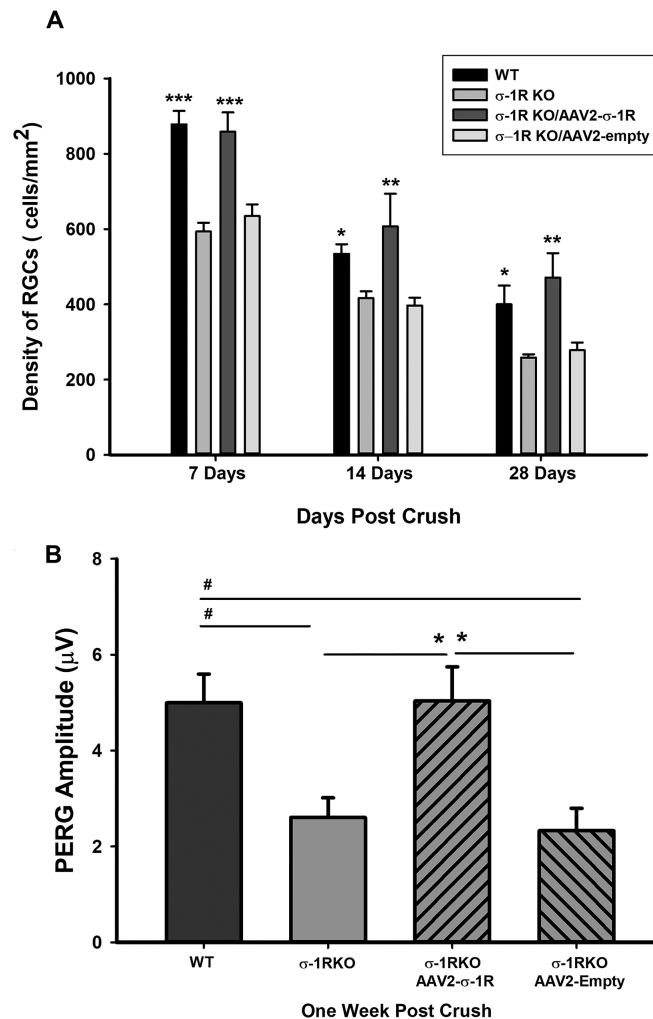 A
WT
σ-1R KO
σ-1R KO/AAV2-σ-1R
σ–1R KO/AAV2-empty
Density of RGCs ( cells/mm²)
1000
800
600
400
200
0
***
***
*
**
*
**
7 Days
14 Days
28 Days
Days Post Crush
B
PERG Amplitude (µV)
8
6
4
2
0
#
#
*
*
WT
σ-1RKO
σ-1RKO
AAV2-σ-1R
σ-1RKO
AAV2-Empty
One Week Post Crush